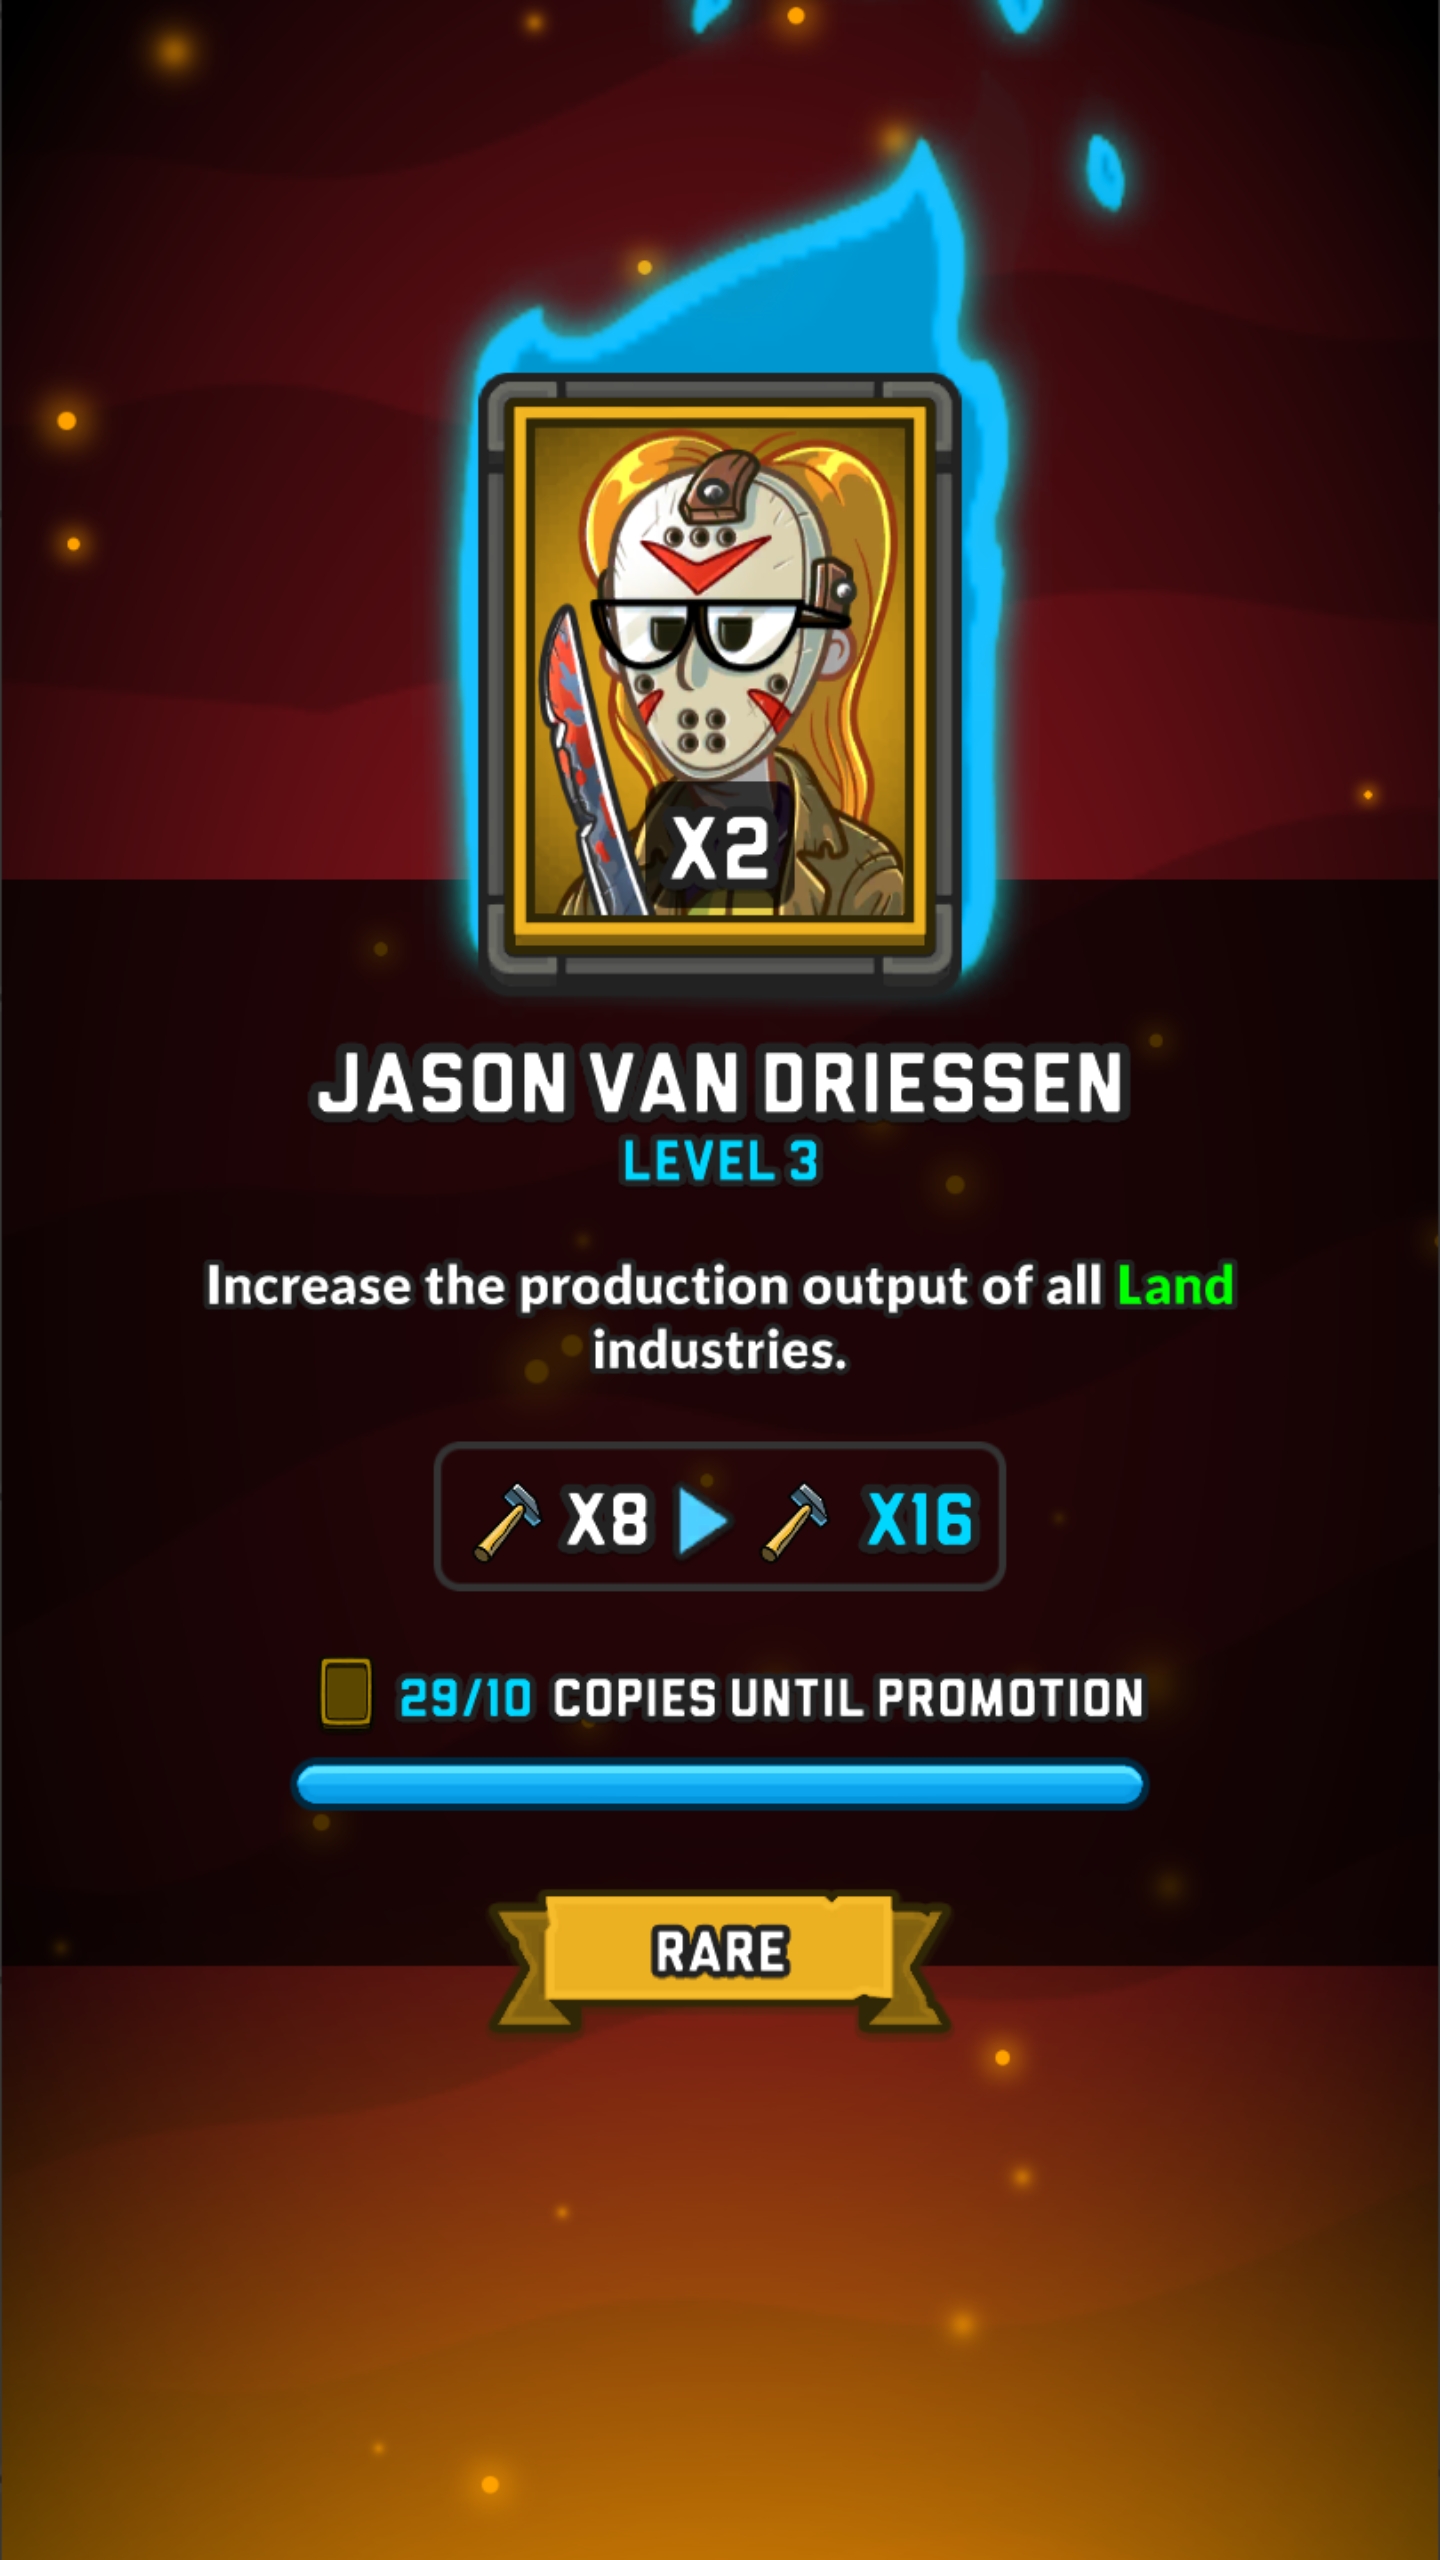 X2
JASON VAN DRIESSEN
LEVEL 3
Increase the production output of all Land
industries.
X8 X16
29/10 COPIES UNTIL PROMOTION
RARE